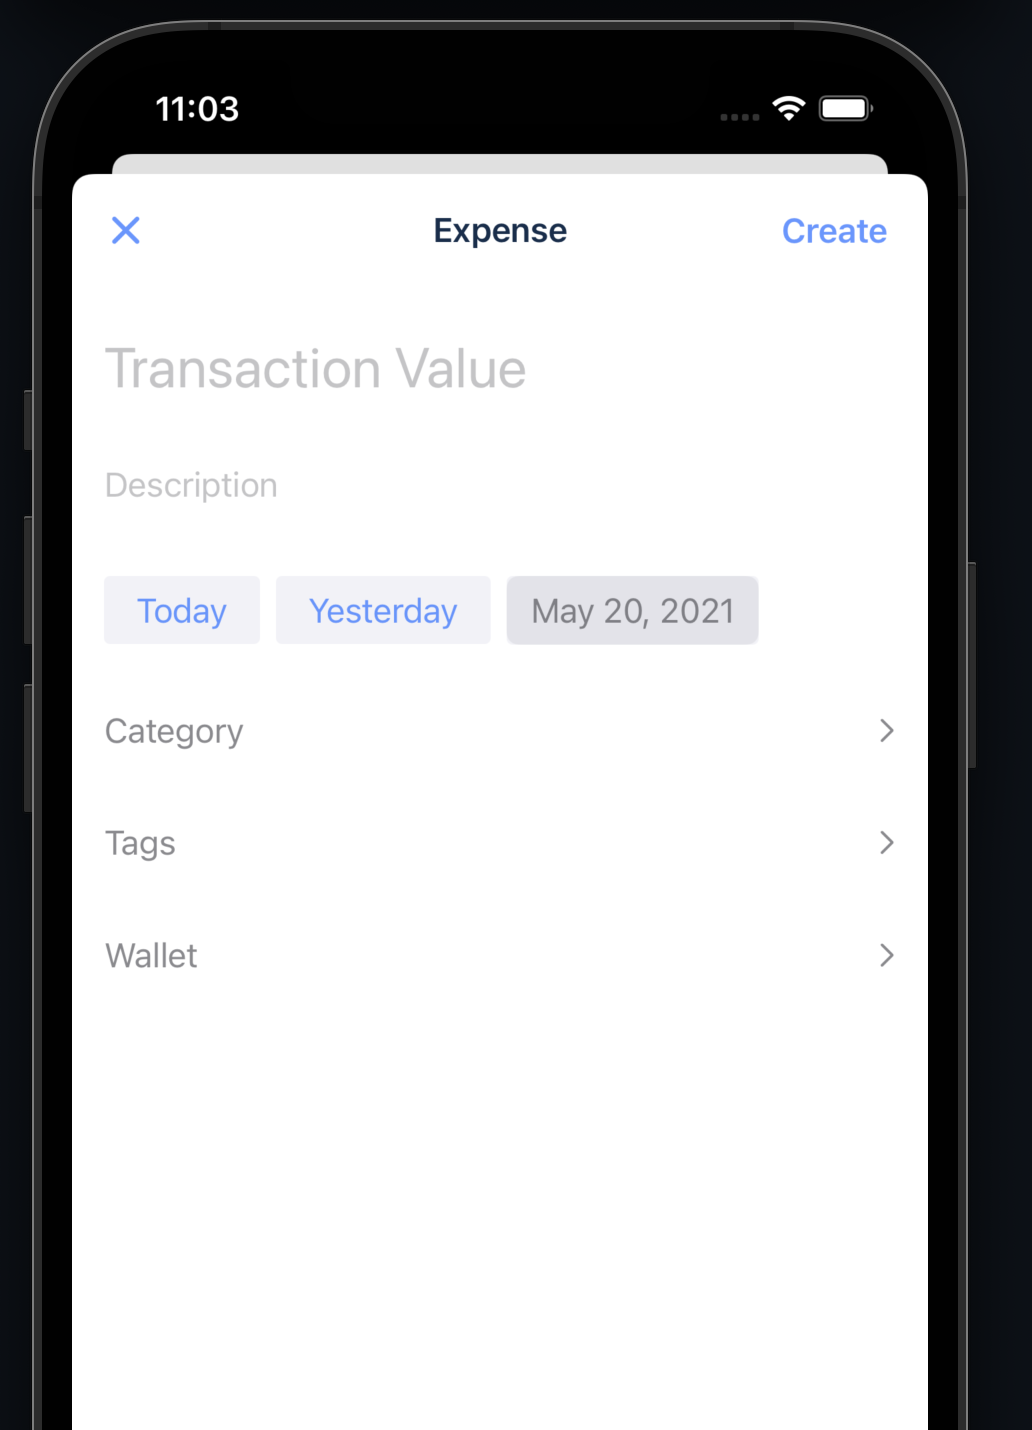 11:03
Expense
Create
Transaction Value
Description
Today
Yesterday
May 20, 2021
Category
Tags
Wallet